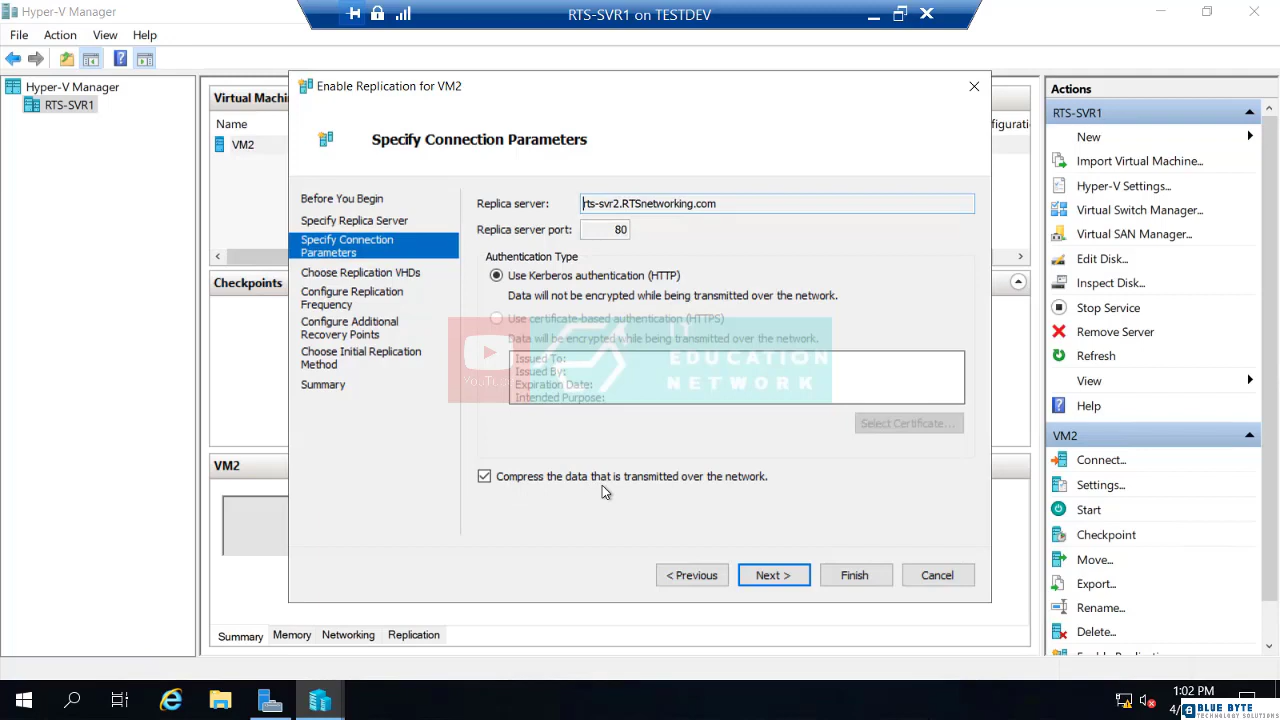 Hyper-V Manager
RTS-SVR1 on TESTDEV
File Action View Help
Hyper-V Manager
RTS-SVR1
Name
VM2
Checkpoints
VM2
Summary Memory Networking Replication
Enable Replication for VM2
Specify Connection Parameters
Before You Begin
Specify Replica Server
Specify Connection
Parameters
Choose Replication VHDs
Configure Replication
Frequency
Configure Additional
Recovery Points
Choose Initial Replication
Method
Summary
Replica server: rts-svr2.RTSnetworking.com
Replica server port: 80
Authentication Type
Use Kerberos authentication (HTTP)
Data will not be encrypted while being transmitted over the network.
Use certificate-based authentication (HTTPS)
Data will be encrypted while being transmitted over the network.
Issued To:
Issued By:
Expiration Date:
Intended Purpose:
Select Certificate...
YouTube
EDUCATION
NETWORK
Compress the data that is transmitted over the network.
< Previous Next > Finish Cancel
Actions
RTS-SVR1
New
Import Virtual Machine...
Hyper-V Settings...
Virtual Switch Manager...
Virtual SAN Manager...
Edit Disk...
Inspect Disk...
Stop Service
Remove Server
Refresh
View
Help
VM2
Connect...
Settings...
Start
Checkpoint
Move...
Export...
Rename...
Delete...
1:02 PM
BLUE BYTE
TECHNOLOGY SOLUTIONS